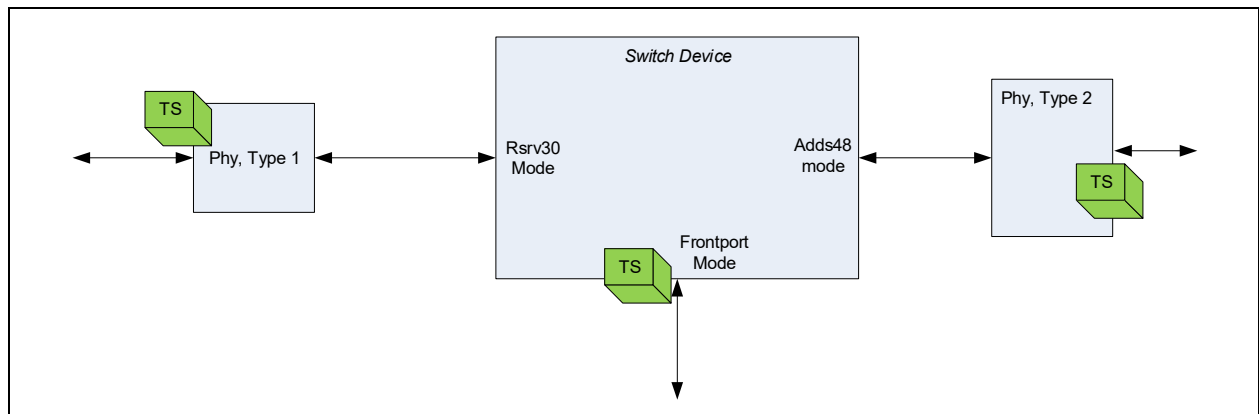 Switch Device
TS
Phy, Type 1
Rsrv30
Mode
Adds48
mode
Phy, Type 2
TS
Frontport
Mode
TS